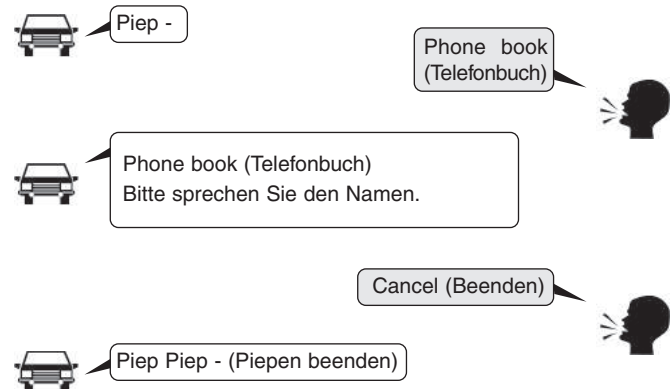 Piep -
Phone book
(Telefonbuch)
Phone book (Telefonbuch)
Bitte sprechen Sie den Namen.
Cancel (Beenden)
Piep Piep - (Piepen beenden)